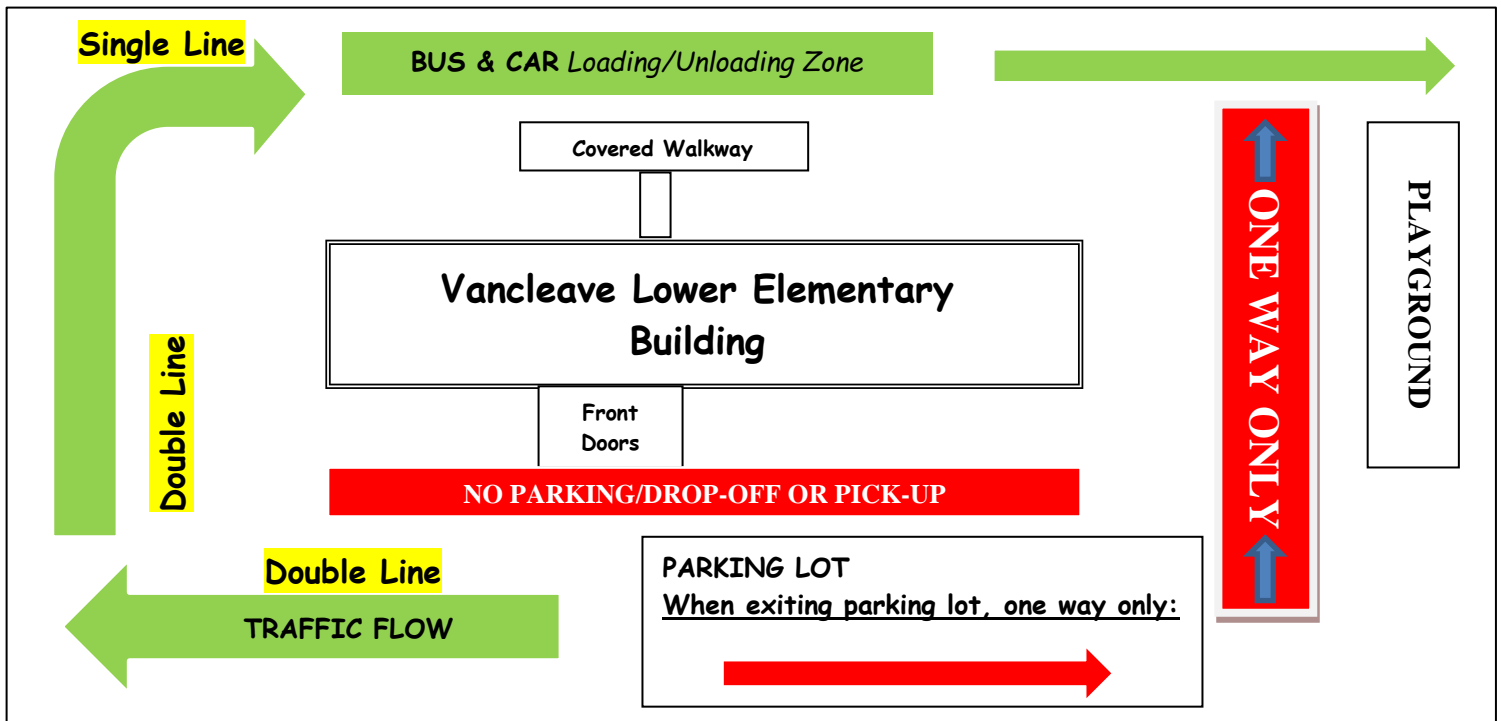 Single Line
BUS & CAR Loading/Unloading Zone
Covered Walkway
Vancleave Lower Elementary
Building
Front
Doors
NO PARKING/DROP-OFF OR PICK-UP
Double Line
Double Line
TRAFFIC FLOW
PARKING LOT
When exiting parking lot, one way only:
ONE WAY ONLY
PLAYGROUND